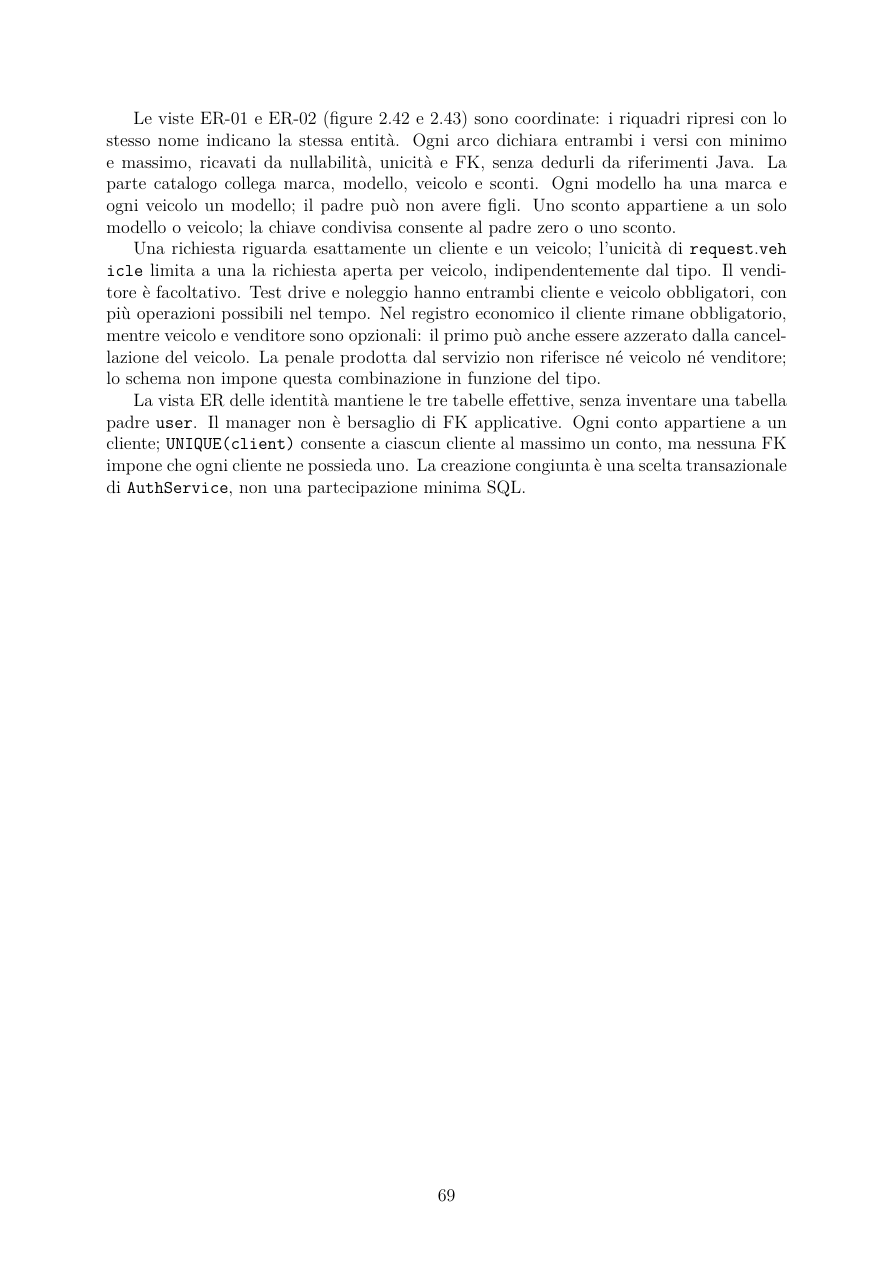 Le viste ER-01 e ER-02 (figure 2.42 e 2.43) sono coordinate: i riquadri ripresi con lo
stesso nome indicano la stessa entità. Ogni arco dichiara entrambi i versi con minimo
e massimo, ricavati da nullabilità, unicità e FK, senza dedurli da riferimenti Java. La
parte catalogo collega marca, modello, veicolo e sconti. Ogni modello ha una marca e
ogni veicolo un modello; il padre può non avere figli. Uno sconto appartiene a un solo
modello o veicolo; la chiave condivisa consente al padre zero o uno sconto.
Una richiesta riguarda esattamente un cliente e un veicolo; l'unicità di request.veh
icle limita a una la richiesta aperta per veicolo, indipendentemente dal tipo. Il vendi-
tore è facoltativo. Test drive e noleggio hanno entrambi cliente e veicolo obbligatori, con
più operazioni possibili nel tempo. Nel registro economico il cliente rimane obbligatorio,
mentre veicolo e venditore sono opzionali: il primo può anche essere azzerato dalla cancel-
lazione del veicolo. La penale prodotta dal servizio non riferisce né veicolo né venditore;
lo schema non impone questa combinazione in funzione del tipo.
La vista ER delle identità mantiene le tre tabelle effettive, senza inventare una tabella
padre user. Il manager non è bersaglio di FK applicative. Ogni conto appartiene a un
cliente; UNIQUE(client) consente a ciascun cliente al massimo un conto, ma nessuna FK
impone che ogni cliente ne possieda uno. La creazione congiunta è una scelta transazionale
di AuthService, non una partecipazione minima SQL.
69